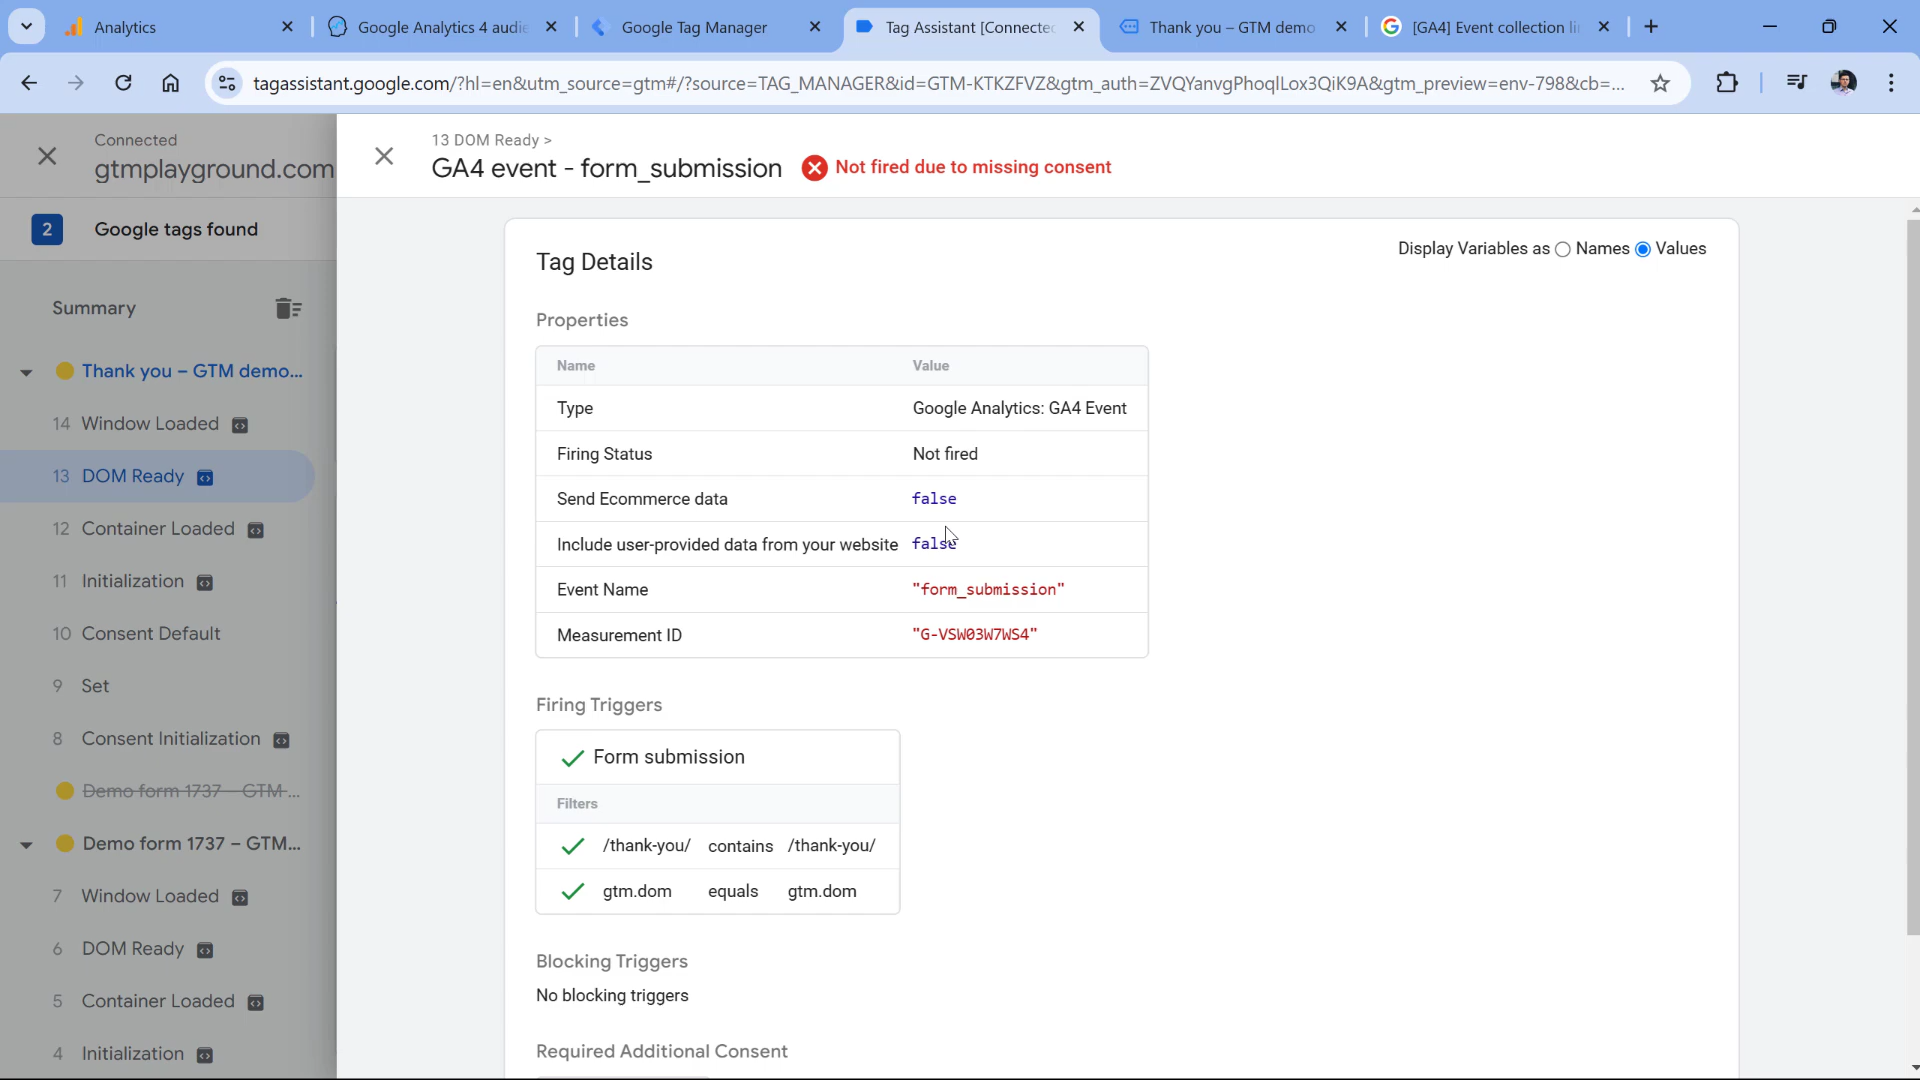 Analytics
Google Analytics 4 audie
Google Tag Manager
Tag Assistant [Connected
Thank you – GTM demo
[GA4] Event collection li
tagassistant.google.com/?hl=en&utm_source=gtm#/?source=TAG_MANAGER&id=GTM-KTKZFVZ&gtm_auth=ZVQYanvgPhoqlLox3QiK9A&gtm_preview=env-798&cb=...
Connected
gtmplayground.com
2 Google tags found
Summary
Thank you – GTM demo...
14 Window Loaded
13 DOM Ready
12 Container Loaded
11 Initialization
10 Consent Default
9 Set
8 Consent Initialization
Demo form 1737 – GTM ...
Demo form 1737 – GTM...
7 Window Loaded
6 DOM Ready
5 Container Loaded
4 Initialization
13 DOM Ready >
GA4 event - form_submission Not fired due to missing consent
Tag Details
Display Variables as Names Values
Properties
Name Value
Type Google Analytics: GA4 Event
Firing Status Not fired
Send Ecommerce data false
Include user-provided data from your website false
Event Name "form_submission"
Measurement ID "G-VSW03W7WS4"
Firing Triggers
Form submission
Filters
/thank-you/ contains /thank-you/
gtm.dom equals gtm.dom
Blocking Triggers
No blocking triggers
Required Additional Consent